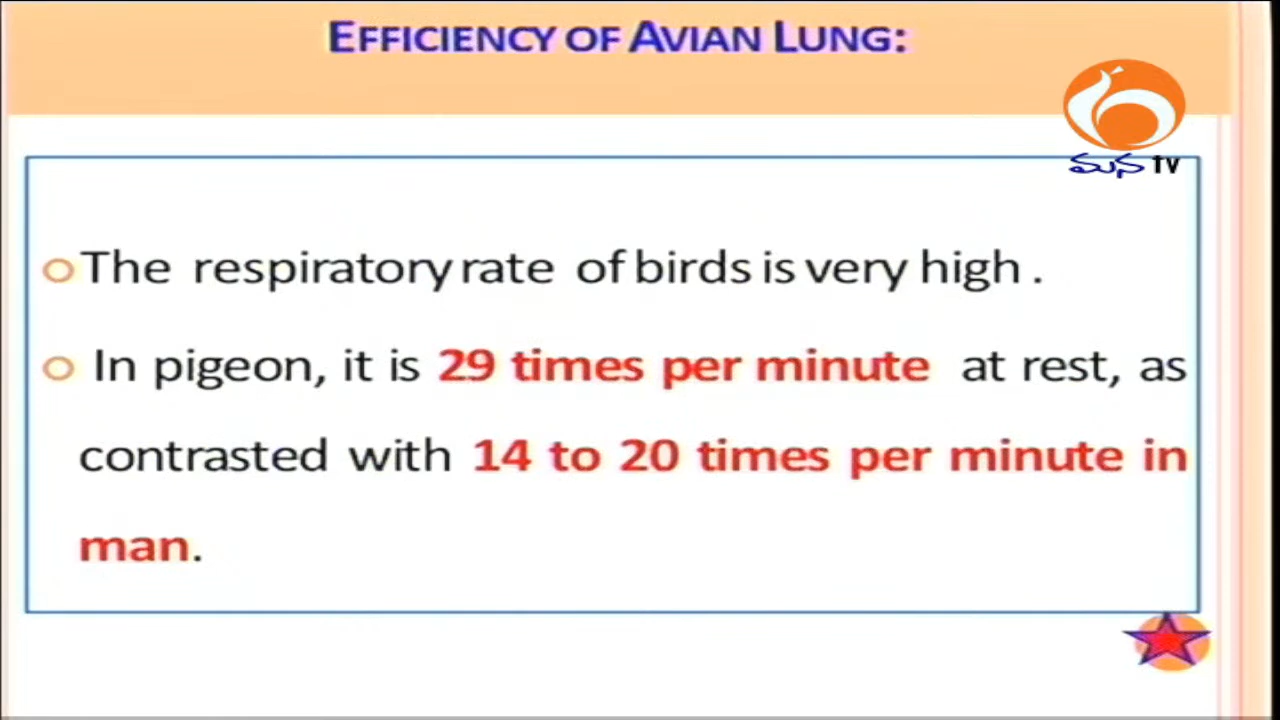 EFFICIENCY OF AVIAN LUNG:
మన TV
The respiratory rate of birds is very high .
In pigeon, it is 29 times per minute at rest, as
contrasted with 14 to 20 times per minute in
man.